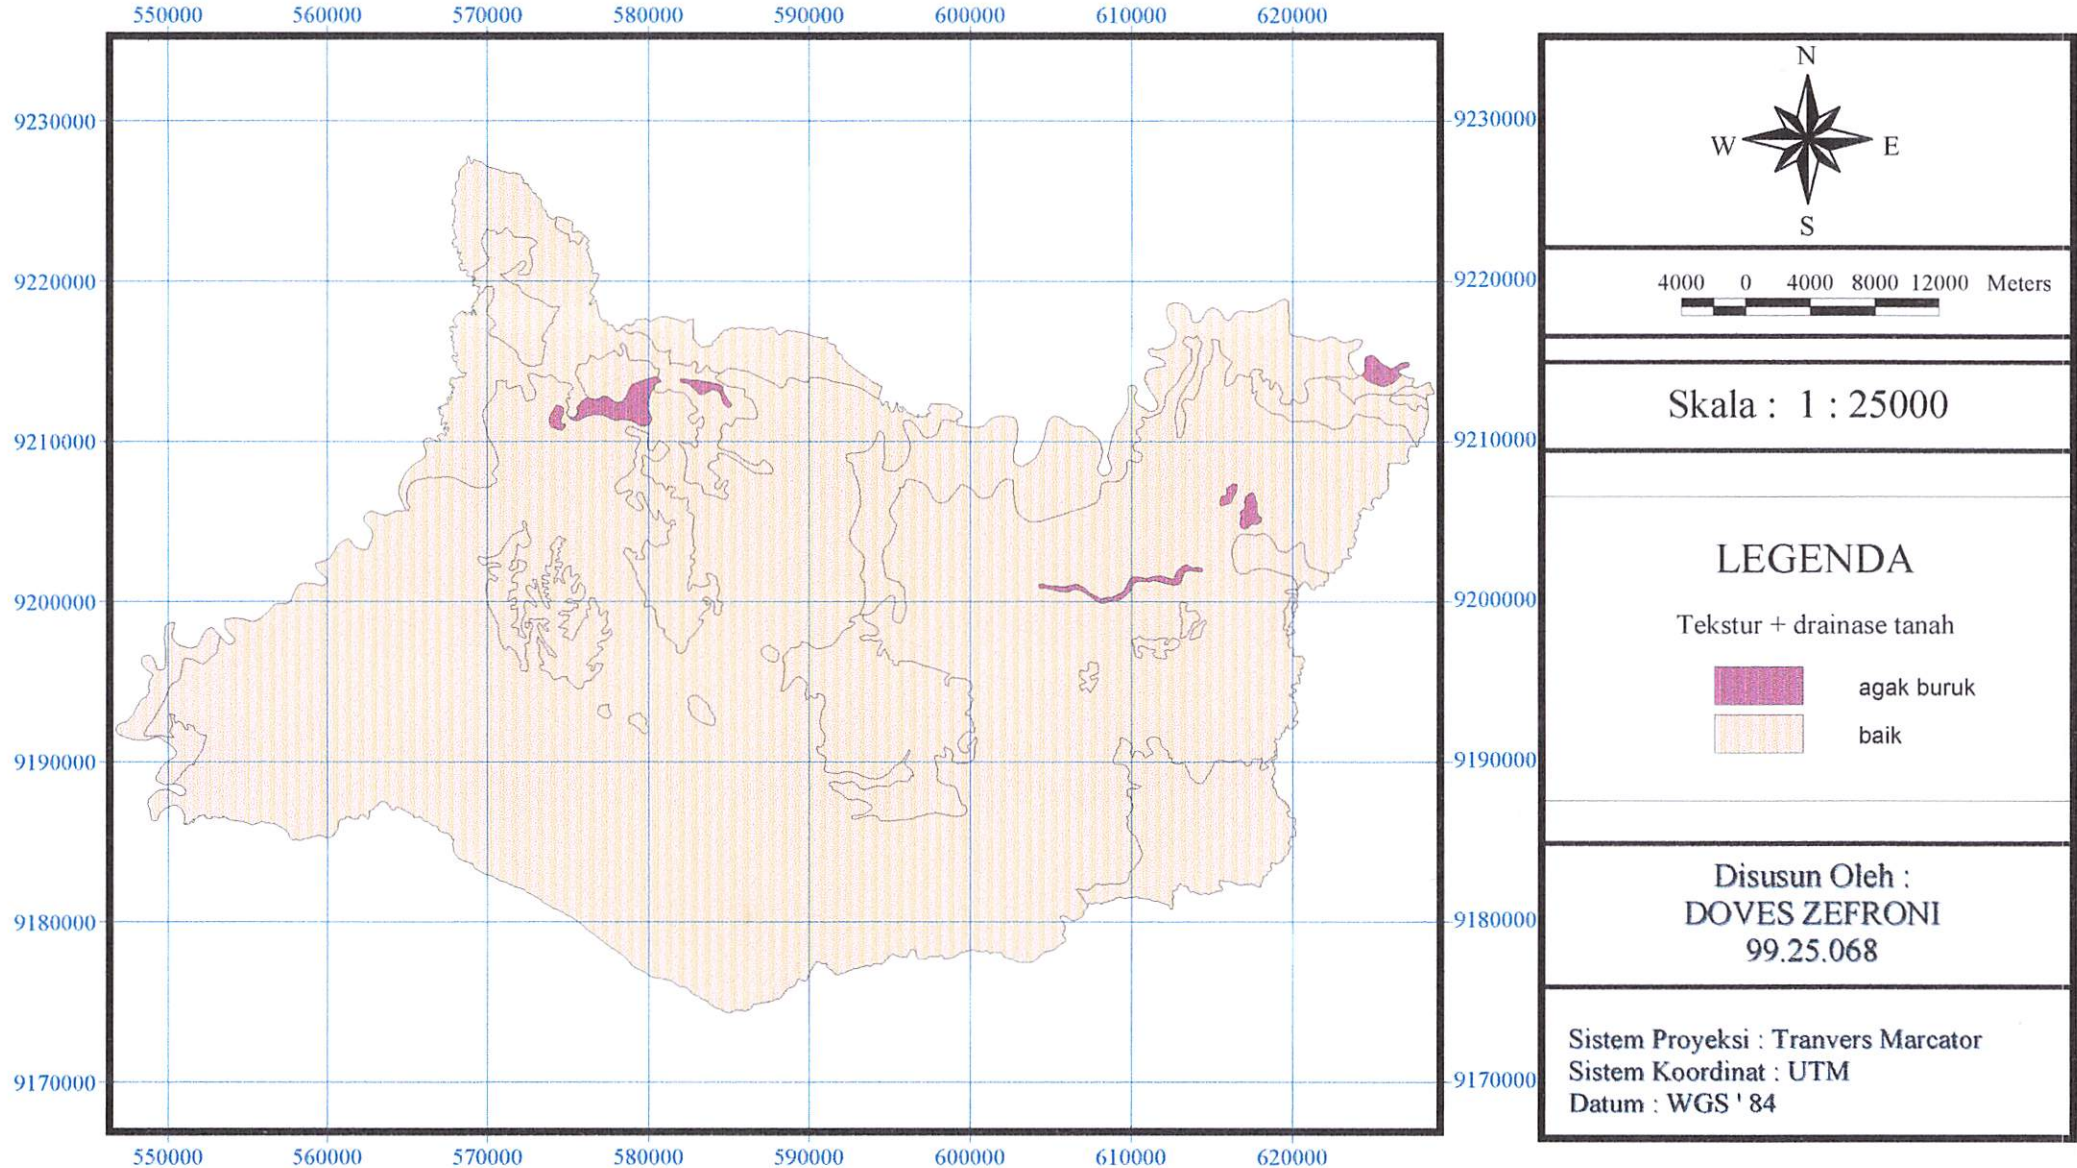 550000 560000 570000 580000 590000 600000 610000 620000
9230000
9220000
9210000
9200000
9190000
9180000
9170000
9230000
9220000
9210000
9200000
9190000
9180000
9170000
550000 560000 570000 580000 590000 600000 610000 620000
N
W E
S
4000 0 4000 8000 12000 Meters
Skala : 1 : 25000
LEGENDA
Tekstur + drainase tanah
agak buruk
baik
Disusun Oleh :
DOVES ZEFRONI
99.25.068
Sistem Proyeksi : Tranvers Marcator
Sistem Koordinat : UTM
Datum : WGS ' 84